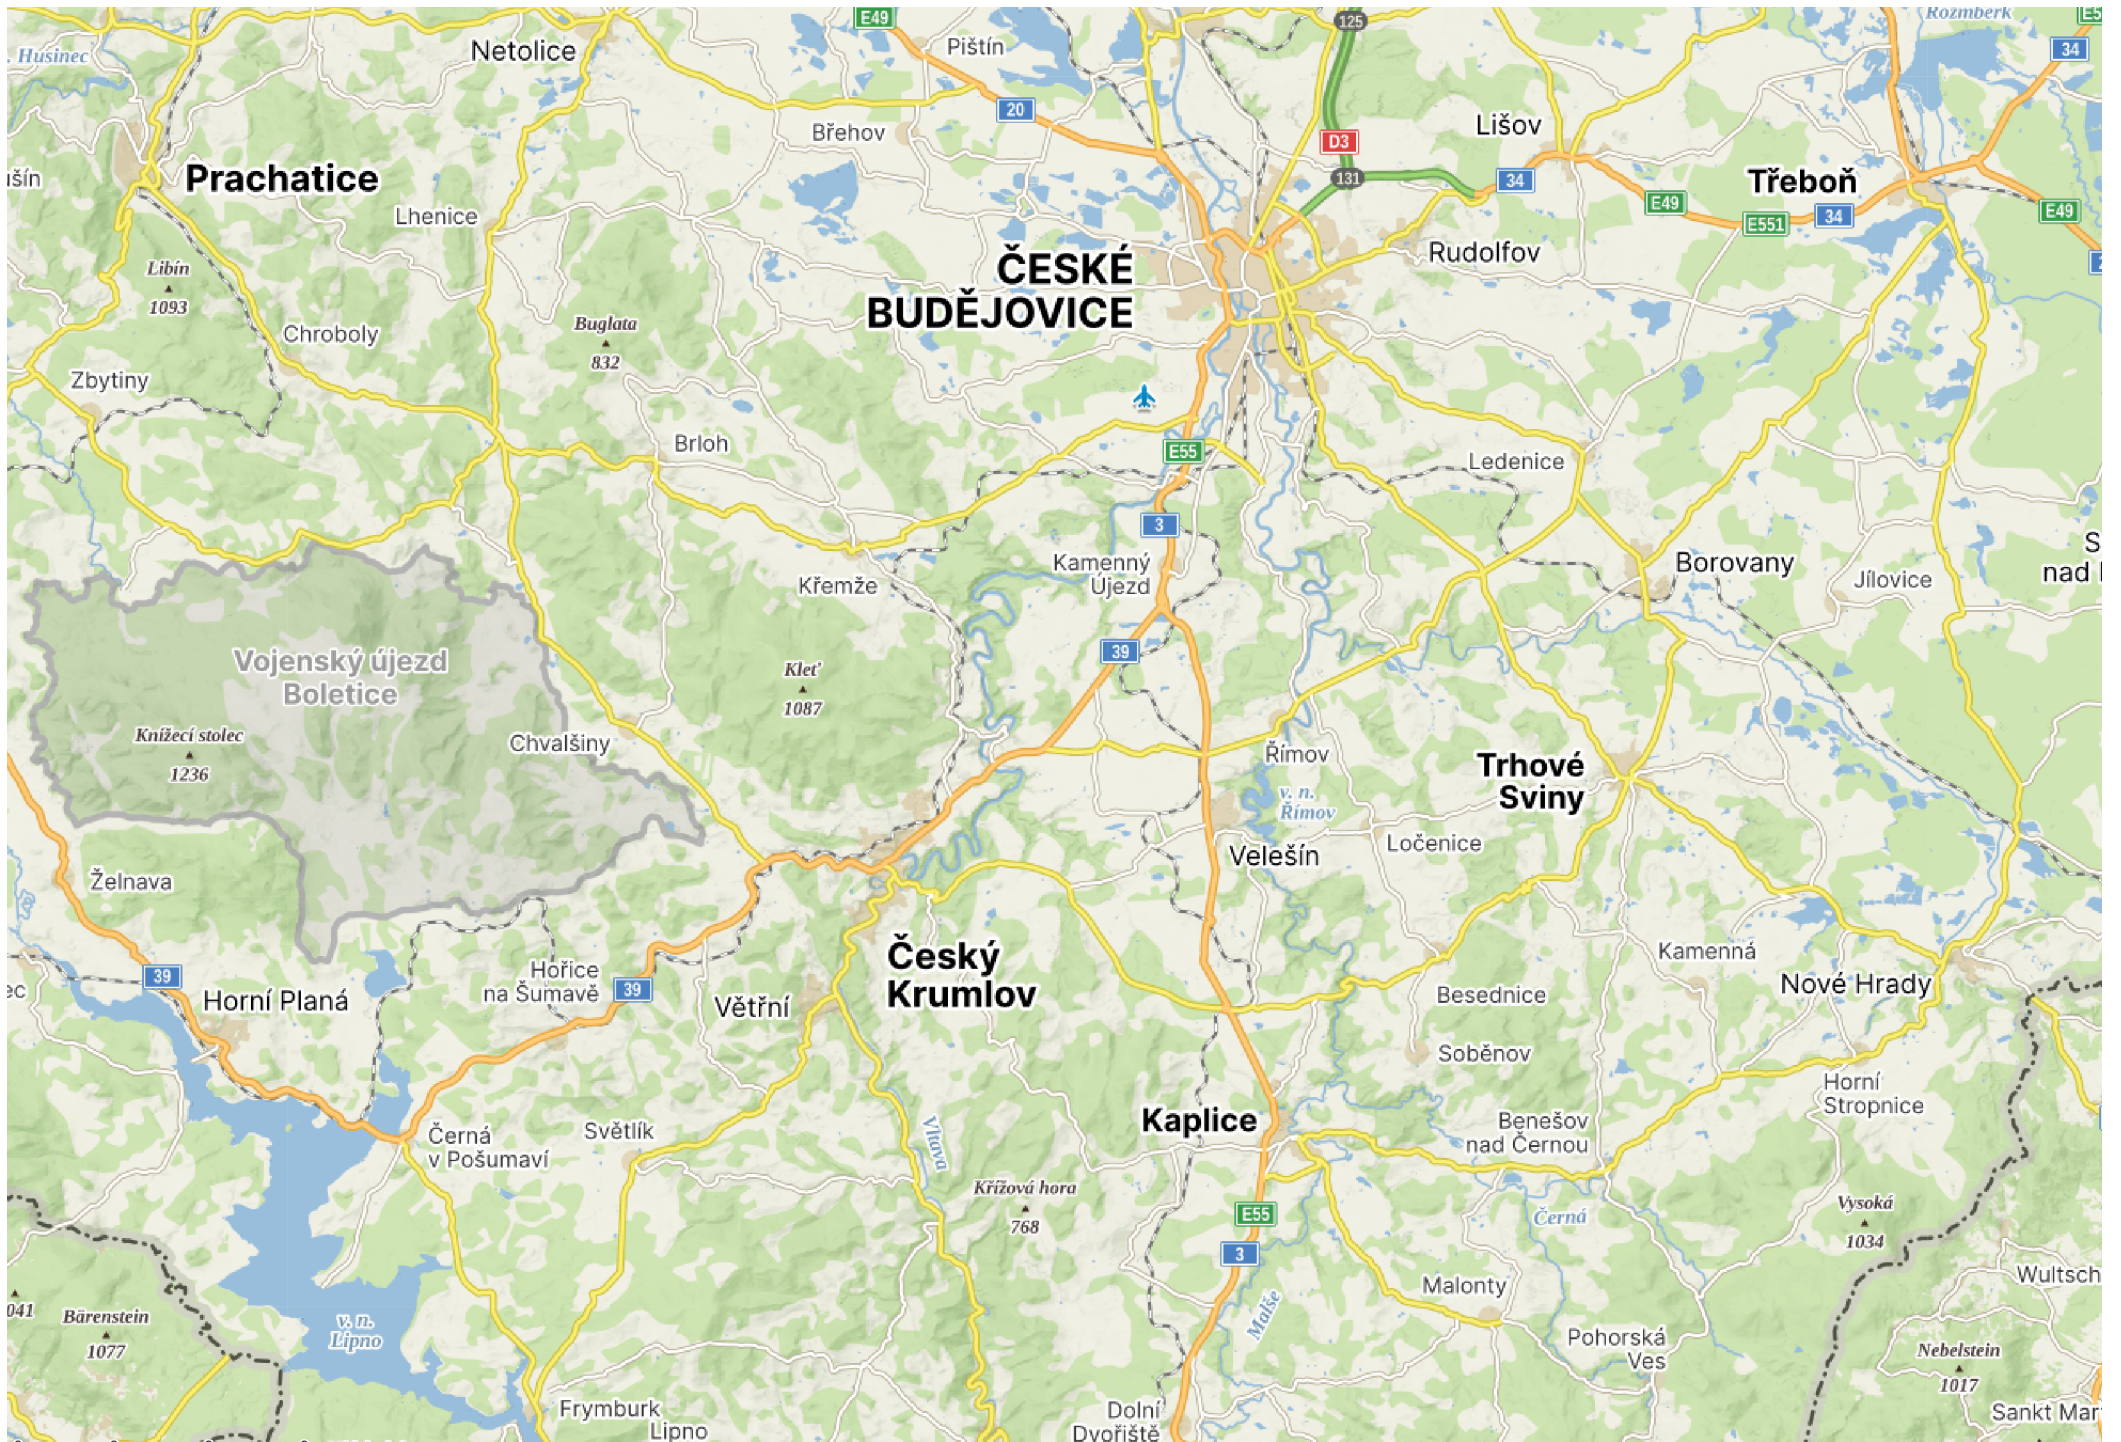 E49
125
Rožmberk
Husinec
Netolice
Pištín
34
20
Břehov
D3
Lišov
Prachatice
131
34
Třeboň
Lhenice
E49
E551
34
E49
Rudolfov
Libín
1093
ČESKÉ
BUDĚJOVICE
Buglata
832
Chroboly
Zbytiny
Brloh
E55
Ledenice
3
Kamenný
Újezd
Borovany
Křemže
Jílovice
nad
39
Vojenský újezd
Boletice
Kleť
1087
Knížecí stolec
1236
Chvalšiny
Římov
Trhové
Sviny
v. n.
Římov
Velešín
Ločenice
Želnava
Český
Krumlov
Kamenná
39
Hořice
na Šumavě
39
Horní Planá
Větřní
Besednice
Nové Hrady
Soběnov
Horní
Stropnice
Kaplice
Benešov
nad Černou
Černá
v Pošumaví
Světlík
Vltava
Křížová hora
768
E55
Černá
Vysoká
1034
3
Malonty
Wultsch
041
Bärenstein
1077
v. n.
Lipno
Malše
Pohorská
Ves
Nebelstein
1017
Frymburk
Lipno
Dolní
Dvořiště
Sankt Mar